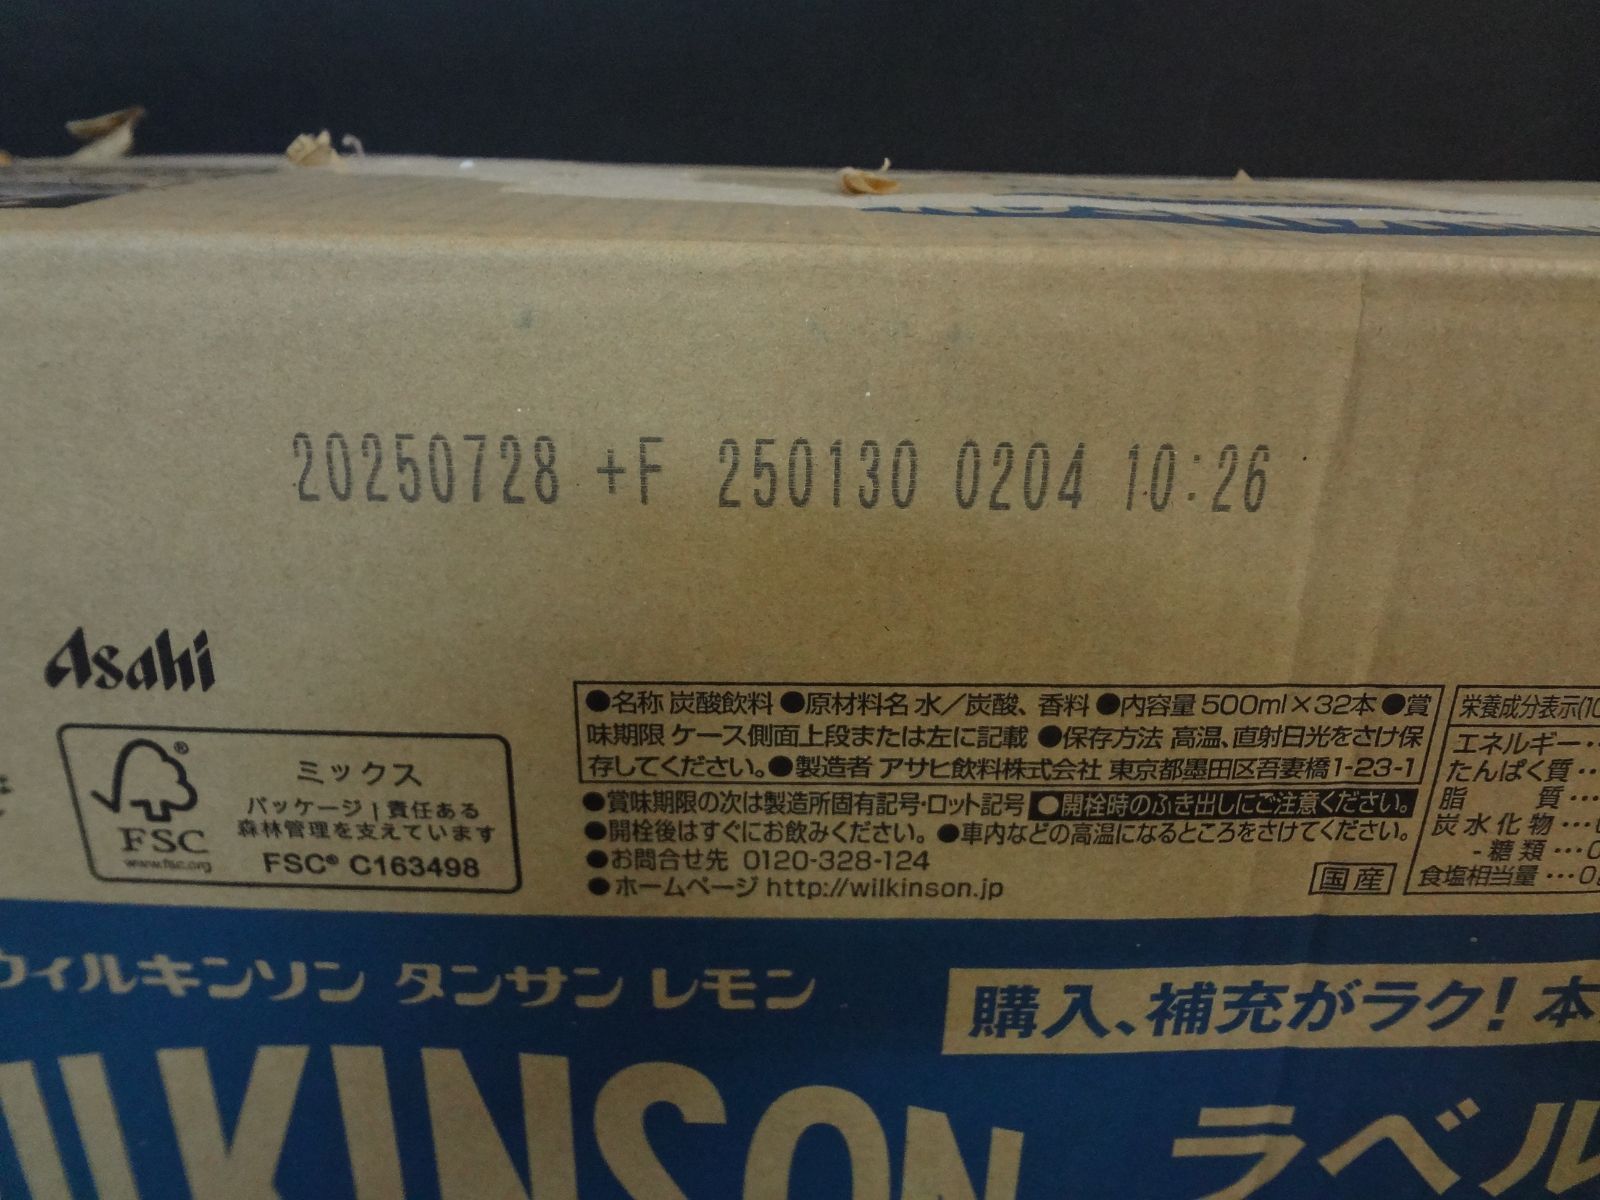 20250728 +F 250130 0204 10:26
Asahi
FSC®
www.fsc.org
ミックス
パッケージ | 責任ある
森林管理を支えています
FSC® C163498
●名称 炭酸飲料 ●原材料名 水／炭酸、香料 ●内容量 500ml×32本 ●賞
味期限 ケース側面上段または左に記載 ●保存方法 高温、直射日光をさけ保
存してください。●製造者 アサヒ飲料株式会社 東京都墨田区吾妻橋1-23-1
●賞味期限の次は製造所固有記号・ロット記号 ●開栓時のふき出しにご注意ください。
●開栓後はすぐにお飲みください。 ●車内などの高温になるところをさけてください。
●お問合せ先 0120-328-124
●ホームページ http://wilkinson.jp
国産
栄養成分表示(10
エネルギー‥
たんぱく質‥
脂 質…
炭水化物…
-糖類…0
食塩相当量…0
ウィルキンソン タンサン レモン
購入、補充がラク！本
ILKINSON
ラベル